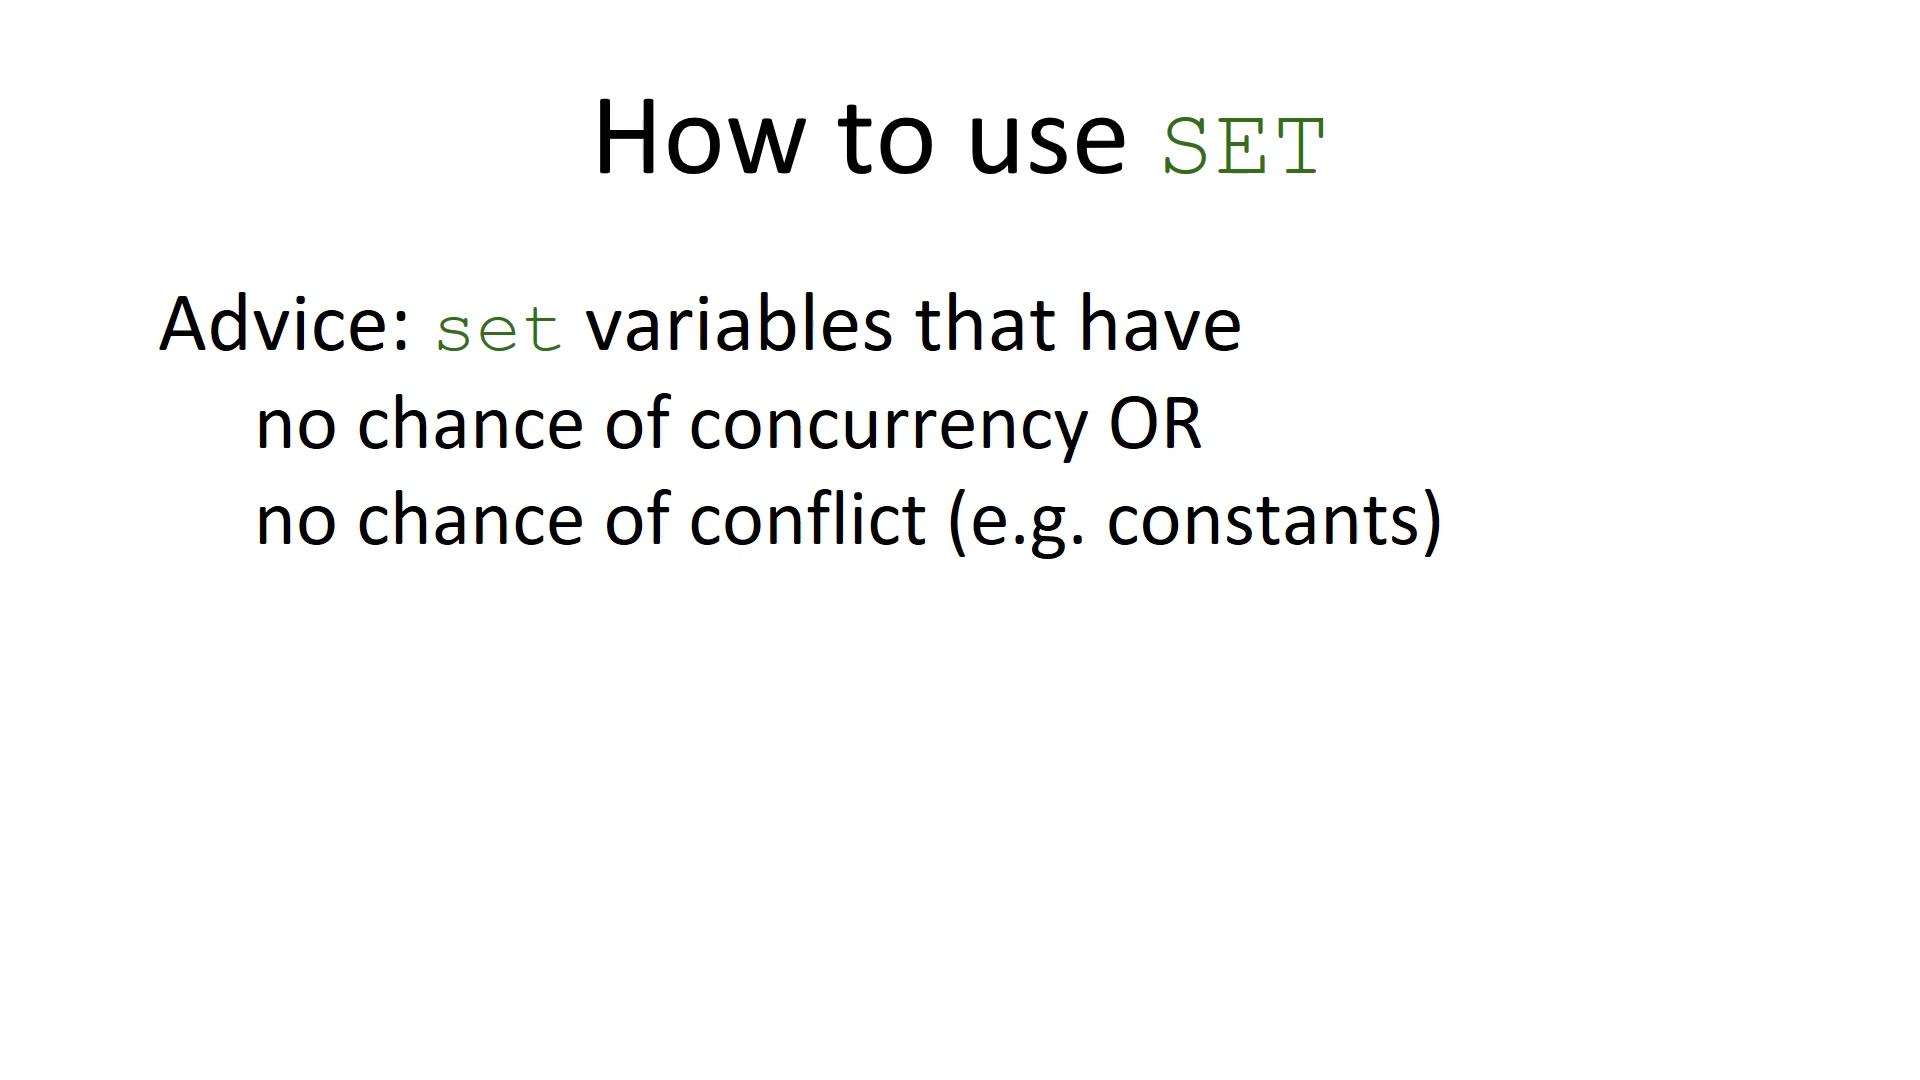 How to use SET
Advice: set variables that have
no chance of concurrency OR
no chance of conflict (e.g. constants)